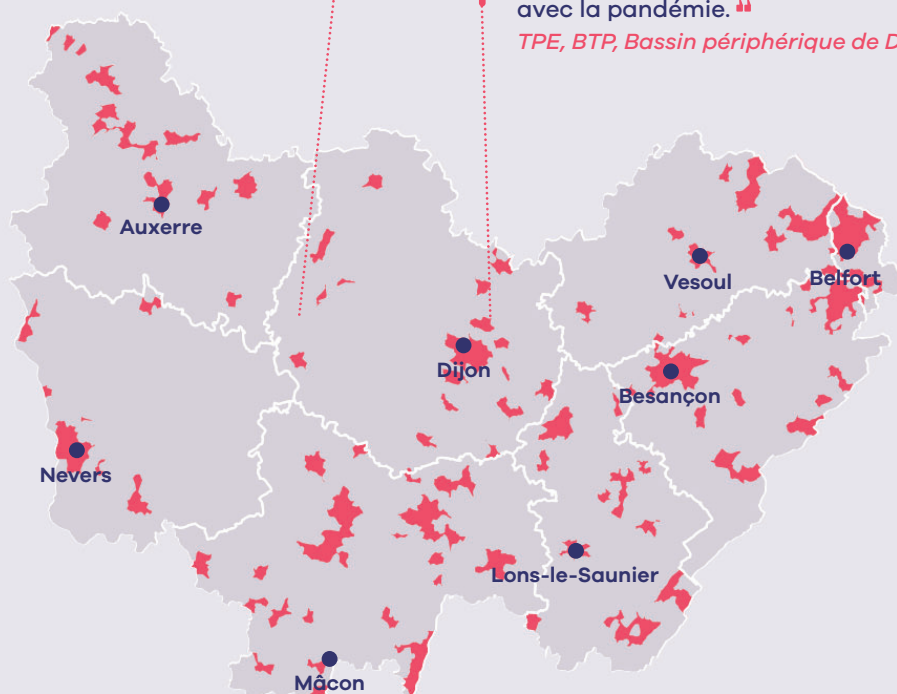 avec la pandémie. "
TPE, BTP, Bassin périphérique de D
Auxerre
Vesoul
Belfort
Dijon
Besançon
Nevers
Lons-le-Saunier
Mâcon